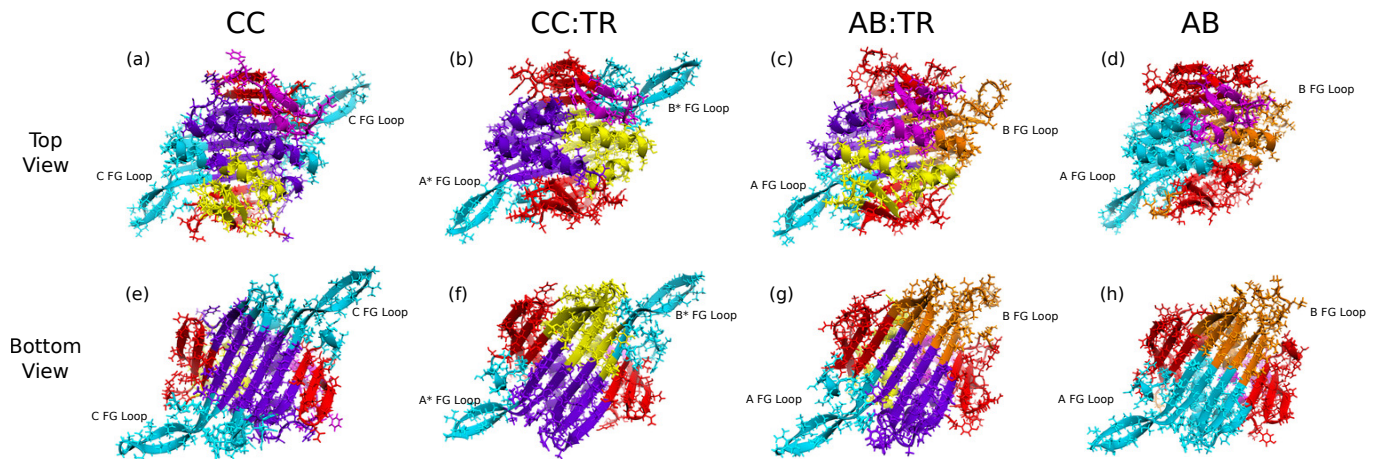 CC CC:TR AB:TR AB
(a) (b) (c) (d)
Top
View
C FG Loop
C FG Loop
B* FG Loop
A* FG Loop
B FG Loop
A FG Loop
B FG Loop
A FG Loop
(e) (f) (g) (h)
Bottom
View
C FG Loop
C FG Loop
B* FG Loop
A* FG Loop
B FG Loop
A FG Loop
B FG Loop
A FG Loop